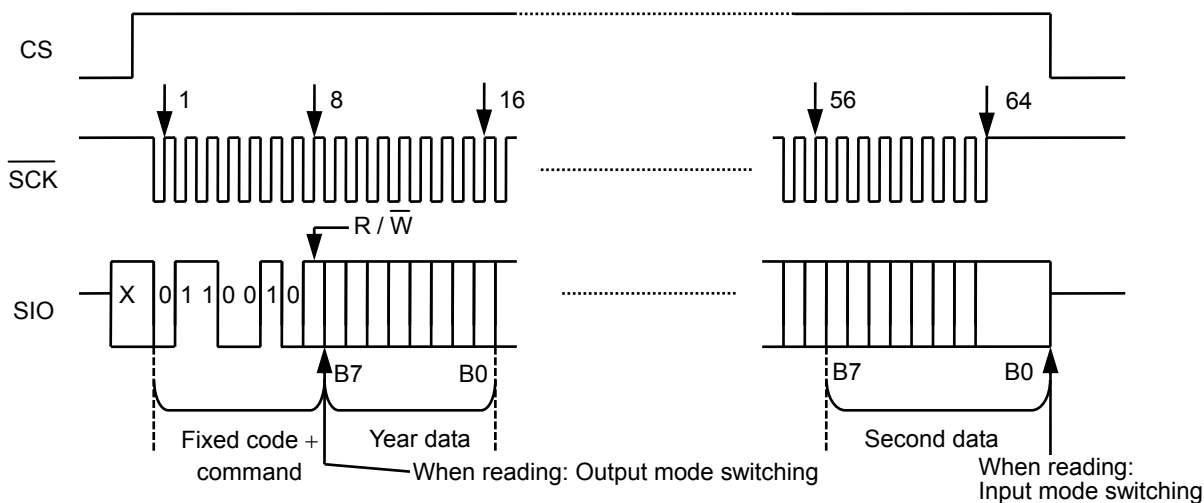 CS
1 8 16 56 64
SCK
R / W
SIO
X 0 1 1 0 0 1 0
B7 B0 B7 B0
Fixed code +
command
Year data
Second data
When reading: Output mode switching
When reading:
Input mode switching